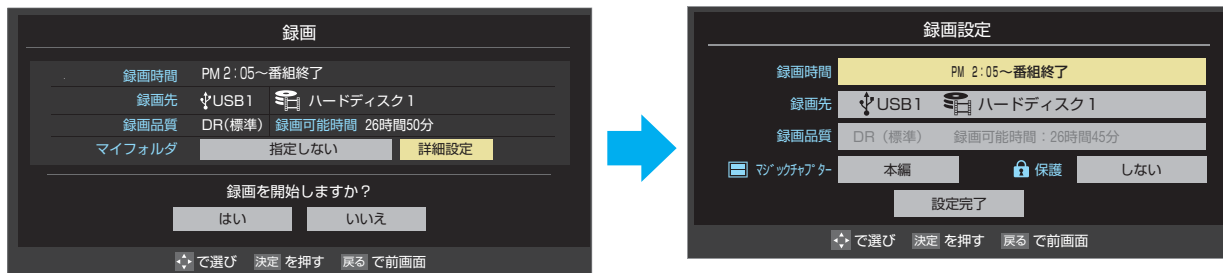 録画
録画時間 PM 2:05～番組終了
録画先 USB1 ハードディスク1
録画品質 DR(標準) 録画可能時間 26時間50分
マイフォルダ 指定しない 詳細設定
録画を開始しますか？
はい いいえ
で選び 決定 を押す 戻る で前画面
録画設定
録画時間 PM 2:05～番組終了
録画先 USB1 ハードディスク1
録画品質 DR（標準） 録画可能時間：26時間45分
マジックチャプター 本編 保護 しない
設定完了
で選び 決定 を押す 戻る で前画面